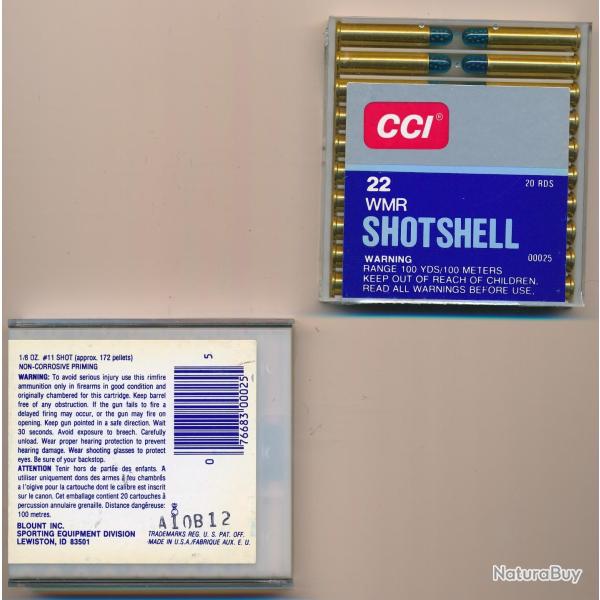 CCI®
22
20 RDS
WMR
SHOTSHELL
WARNING
00025
RANGE 100 YDS/100 METERS
KEEP OUT OF REACH OF CHILDREN.
READ ALL WARNINGS BEFORE USE.
1/6 OZ. #11 SHOT (approx. 172 pellets)
NON-CORROSIVE PRIMING
WARNING: To avoid serious injury use this rimfire
ammunition only in firearms in good condition and
originally chambered for this cartridge. Keep barrel
free of any obstruction. If the gun fails to fire a
delayed firing may occur, or the gun may fire on
opening. Keep gun pointed in a safe direction. Wait
30 seconds. Avoid exposure to breech. Carefully
unload. Wear proper hearing protection to prevent
hearing damage. Wear shooting glasses to protect
eyes. Be sure of your backstop.
ATTENTION Tenir hors de partée des enfants. A
utiliser uniquement dons des armes à feu chambrés
a l'oigive pour la cartouche dont le calibre est inscrit
sur le canon. Cet emballage contient 20 cartouches à
percussion annulaire grenaille. Distance dangéreuse:
100 metres.
BLOUNT INC.
SPORTING EQUIPMENT DIVISION
LEWISTON, ID 83501
0 76683 00025 5
A10B12
TRADEMARKS REG. U. S. PAT. OFF.
MADE IN U.S.A./FABRIQUE AUX. E. U.
NaturaBuy